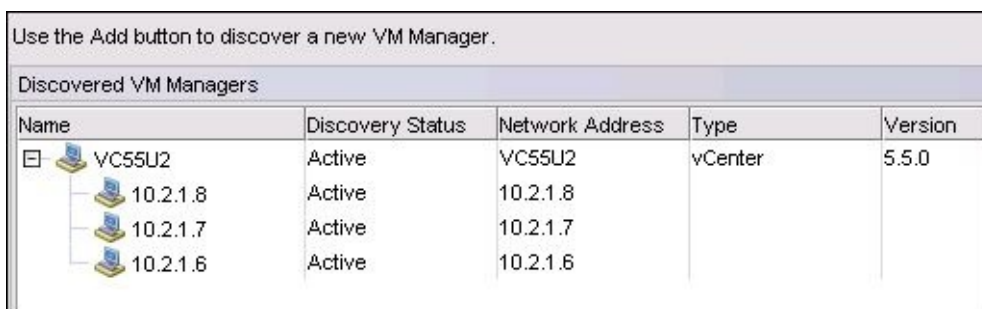 Use the Add button to discover a new VM Manager.
Discovered VM Managers
Name Discovery Status Network Address Type Version
VC55U2 Active VC55U2 vCenter 5.5.0
10.2.1.8 Active 10.2.1.8
10.2.1.7 Active 10.2.1.7
10.2.1.6 Active 10.2.1.6